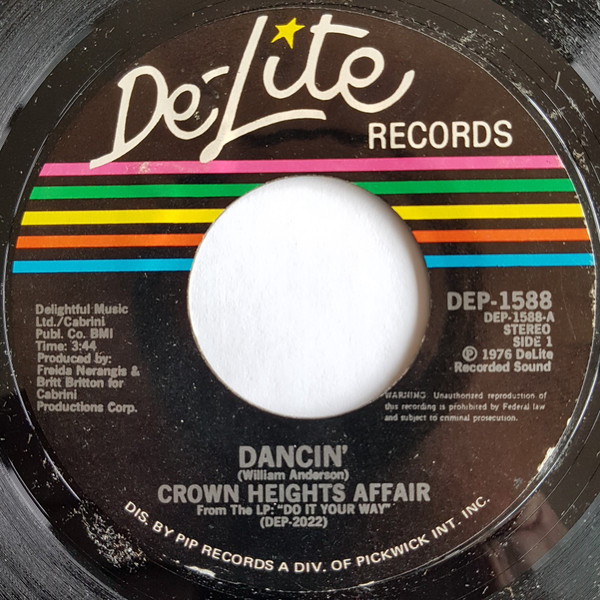 De-Lite
RECORDS
Delightful Music
Ltd./Cabrini
Publ. Co. BMI
Time: 3:44
Produced by:
Freida Nerangis &
Britt Britton for
Cabrini
Productions Corp.
DEP-1588
DEP-1588-A
STEREO
SIDE 1
℗ 1976 DeLite
Recorded Sound
WARNING: Unauthorized reproduction of
this recording is prohibited by Federal law
and subject to criminal prosecution.
DANCIN'
(William Anderson)
CROWN HEIGHTS AFFAIR
From The LP: "DO IT YOUR WAY"
(DEP-2022)
DIS. BY PIP RECORDS A DIV. OF PICKWICK INT. INC.